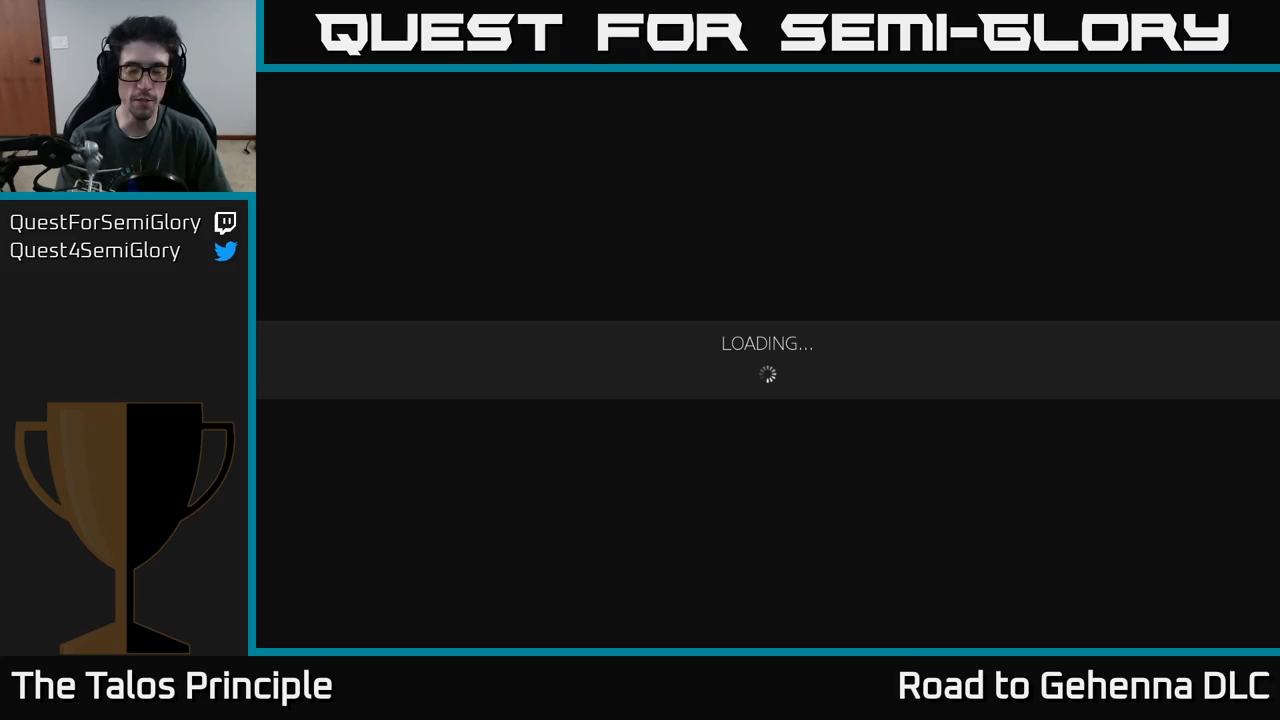 QUEST FOR SEMI-GLORY
QuestForSemiGlory
Quest4SemiGlory
LOADING...
The Talos Principle
Road to Gehenna DLC